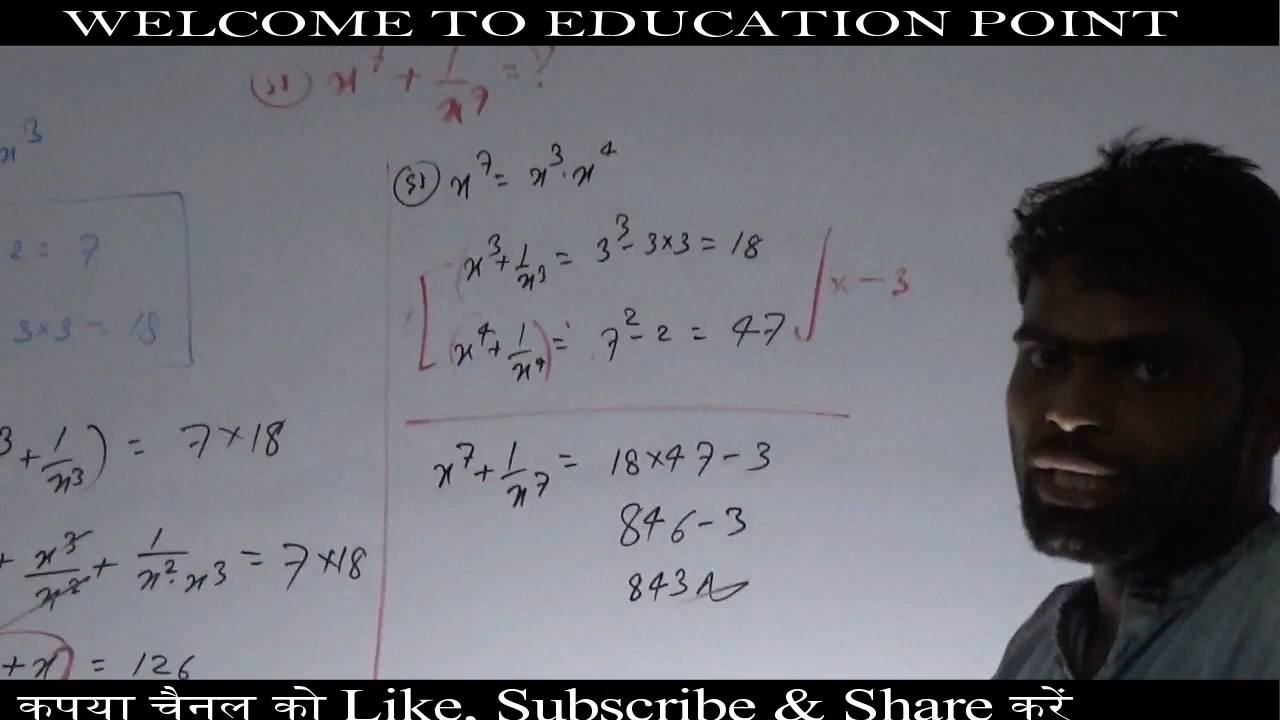 WELCOME TO EDUCATION POINT
x⁷ + 1/x⁷ = ?
x³
2 = 7
3×3 = 18
³ + 1/x³) = 7×18
+ x³/x² + 1/x².x³ = 7×18
+x) = 126
x⁷ = x³.x⁴
x³+1/x³ = 3³-3×3 = 18
x-3
(x⁴+1/x⁴) = 7²-2 = 47
x⁷+1/x⁷ = 18×47-3
846-3
843
कपया चैनल को Like, Subscribe & Share करें